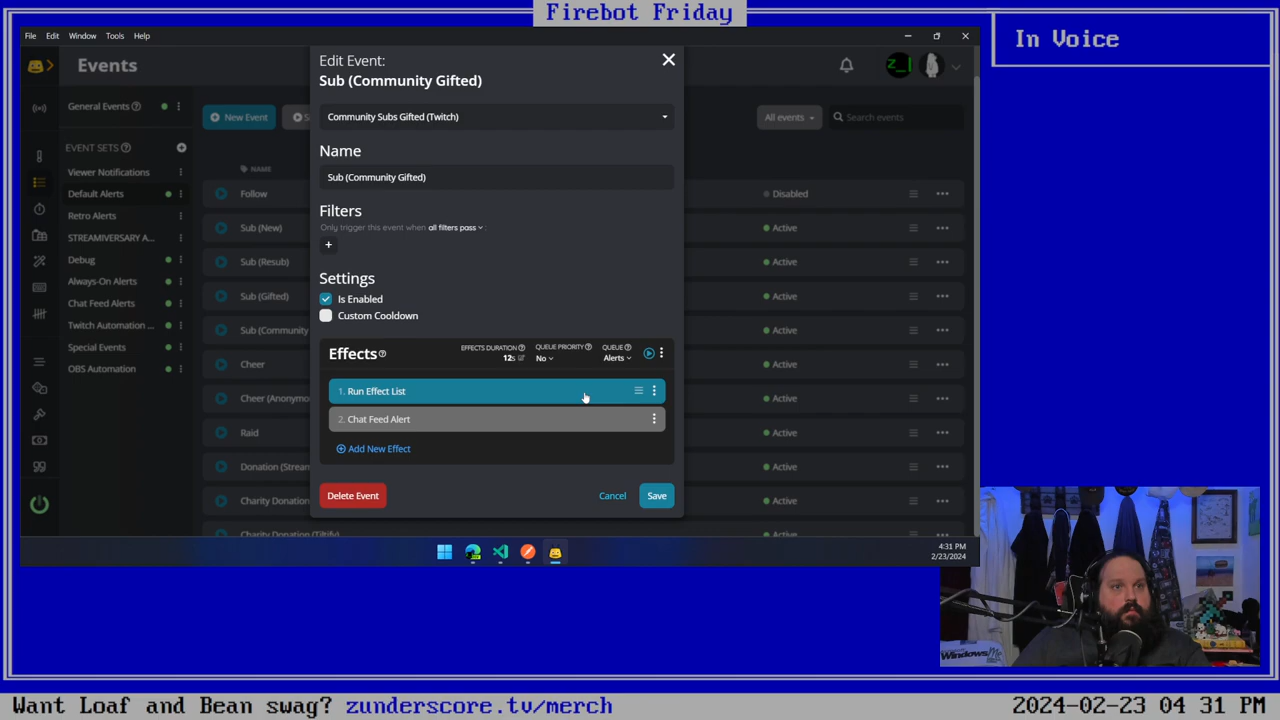 Firebot Friday
In Voice
File Edit Window Tools Help
Events
z_|
General Events
EVENT SETS
Viewer Notifications
Default Alerts
Retro Alerts
STREAMIVERSARY A...
Debug
Always-On Alerts
Chat Feed Alerts
Twitch Automation ...
Special Events
OBS Automation
New Event
All events
Search events
NAME
Follow
Disabled
Sub (New)
Active
Sub (Resub)
Active
Sub (Gifted)
Active
Sub (Community
Active
Cheer
Active
Cheer (Anonymo
Active
Raid
Active
Donation (Stream
Active
Charity Donation
Active
Charity Donation (Tiltify)
Active
Edit Event:
Sub (Community Gifted)
Community Subs Gifted (Twitch)
Name
Sub (Community Gifted)
Filters
Only trigger this event when all filters pass
Settings
Is Enabled
Custom Cooldown
Effects
EFFECTS DURATION
12s
QUEUE PRIORITY
No
QUEUE
Alerts
1. Run Effect List
2. Chat Feed Alert
Add New Effect
Delete Event
Cancel
Save
4:31 PM
2/23/2024
Want Loaf and Bean swag? zunderscore.tv/merch
2024-02-23 04 31 PM